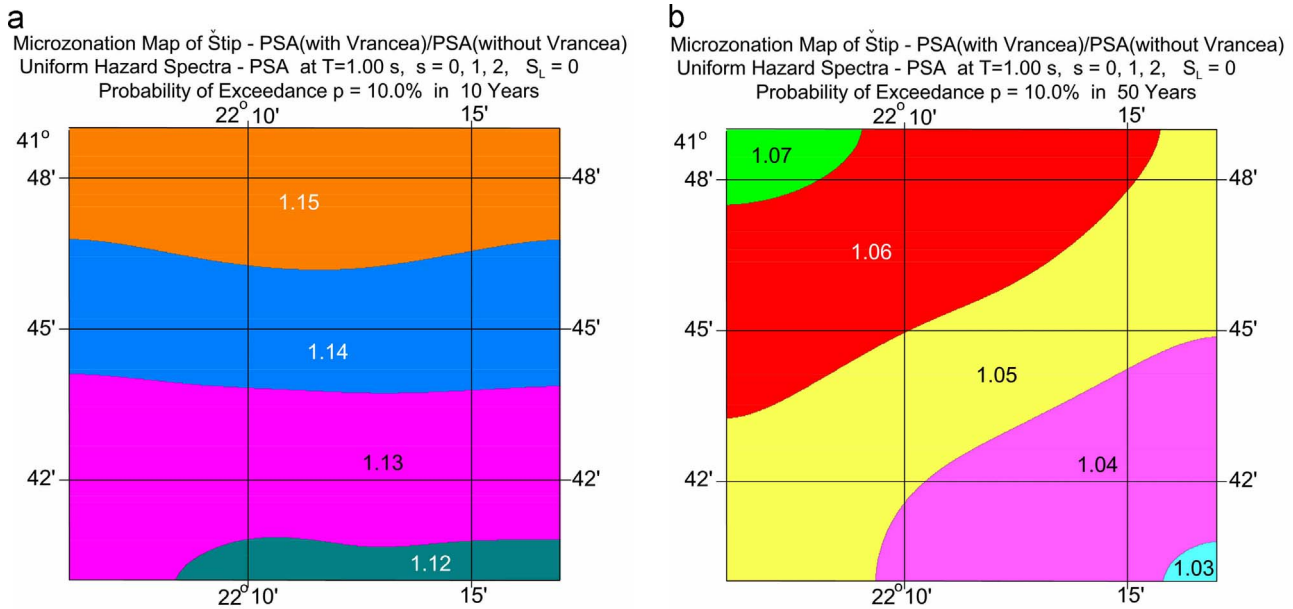 a
Microzonation Map of Štip - PSA(with Vrancea)/PSA(without Vrancea)
Uniform Hazard Spectra - PSA at T=1.00 s, s = 0, 1, 2, S_L = 0
Probability of Exceedance p = 10.0% in 10 Years
22° 10' 15'
41°
48' 48'
1.15
45' 45'
1.14
1.13
42' 42'
1.12
22° 10' 15'
b
Microzonation Map of Štip - PSA(with Vrancea)/PSA(without Vrancea)
Uniform Hazard Spectra - PSA at T=1.00 s, s = 0, 1, 2, S_L = 0
Probability of Exceedance p = 10.0% in 50 Years
22° 10' 15'
41°
1.07
48' 48'
1.06
45' 45'
1.05
1.04
42' 42'
1.03
22° 10' 15'